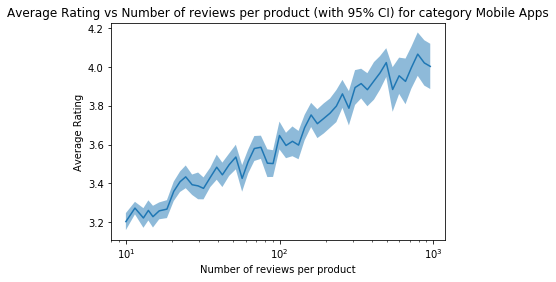 Average Rating vs Number of reviews per product (with 95% CI) for category Mobile Apps
4.2
4.0
3.8
3.6
3.4
3.2
Average Rating
10¹ 10² 10³
Number of reviews per product